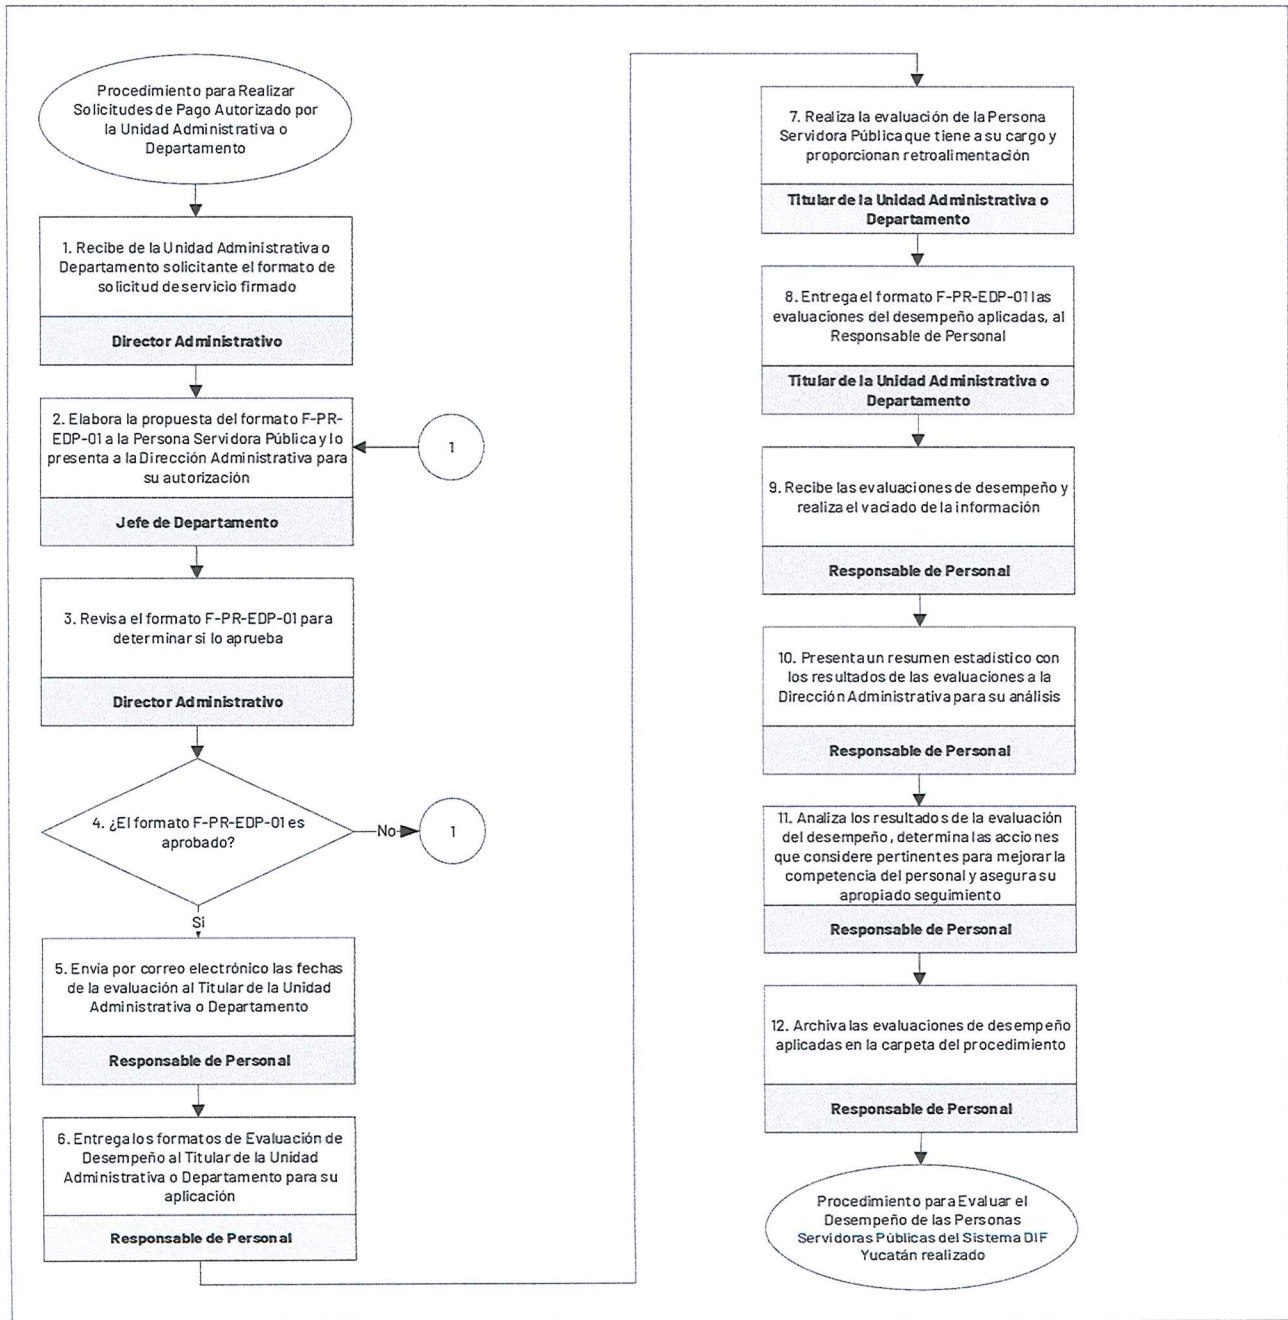 Procedimiento para Realizar
Solicitudes de Pago Autorizado por
la Unidad Administrativa o
Departamento
1. Recibe de la Unidad Administrativa o
Departamento solicitante el formato de
solicitud de servicio firmado
Director Administrativo
2. Elabora la propuesta del formato F-PR-
EDP-01 a la Persona Servidora Pública y lo
presenta a la Dirección Administrativa para
su autorización
Jefe de Departamento
1
3. Revisa el formato F-PR-EDP-01 para
determinar si lo aprueba
Director Administrativo
4. ¿El formato F-PR-EDP-01 es
aprobado?
No
1
Si
5. Envía por correo electrónico las fechas
de la evaluación al Titular de la Unidad
Administrativa o Departamento
Responsable de Personal
6. Entrega los formatos de Evaluación de
Desempeño al Titular de la Unidad
Administrativa o Departamento para su
aplicación
Responsable de Personal
7. Realiza la evaluación de la Persona
Servidora Pública que tiene a su cargo y
proporcionan retroalimentación
Titular de la Unidad Administrativa o
Departamento
8. Entrega el formato F-PR-EDP-01 las
evaluaciones del desempeño aplicadas, al
Responsable de Personal
Titular de la Unidad Administrativa o
Departamento
9. Recibe las evaluaciones de desempeño y
realiza el vaciado de la información
Responsable de Personal
10. Presenta un resumen estadístico con
los resultados de las evaluaciones a la
Dirección Administrativa para su análisis
Responsable de Personal
11. Analiza los resultados de la evaluación
del desempeño, determina las acciones
que considere pertinentes para mejorar la
competencia del personal y asegura su
apropiado seguimiento
Responsable de Personal
12. Archiva las evaluaciones de desempeño
aplicadas en la carpeta del procedimiento
Responsable de Personal
Procedimiento para Evaluar el
Desempeño de las Personas
Servidoras Públicas del Sistema DIF
Yucatán realizado